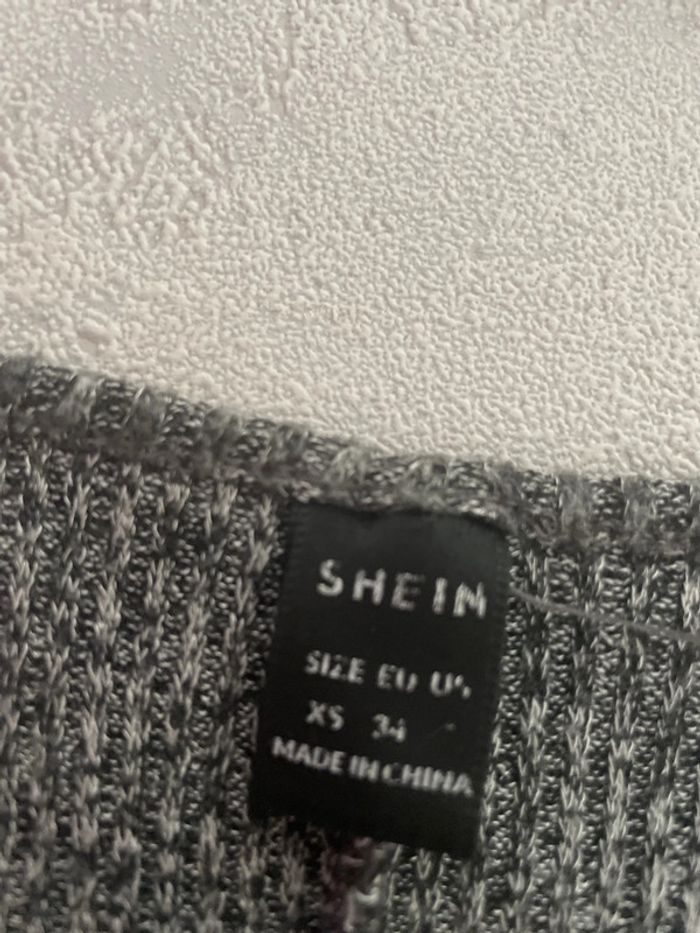 SHEIN
SIZE EU US
XS 34
MADE IN CHINA